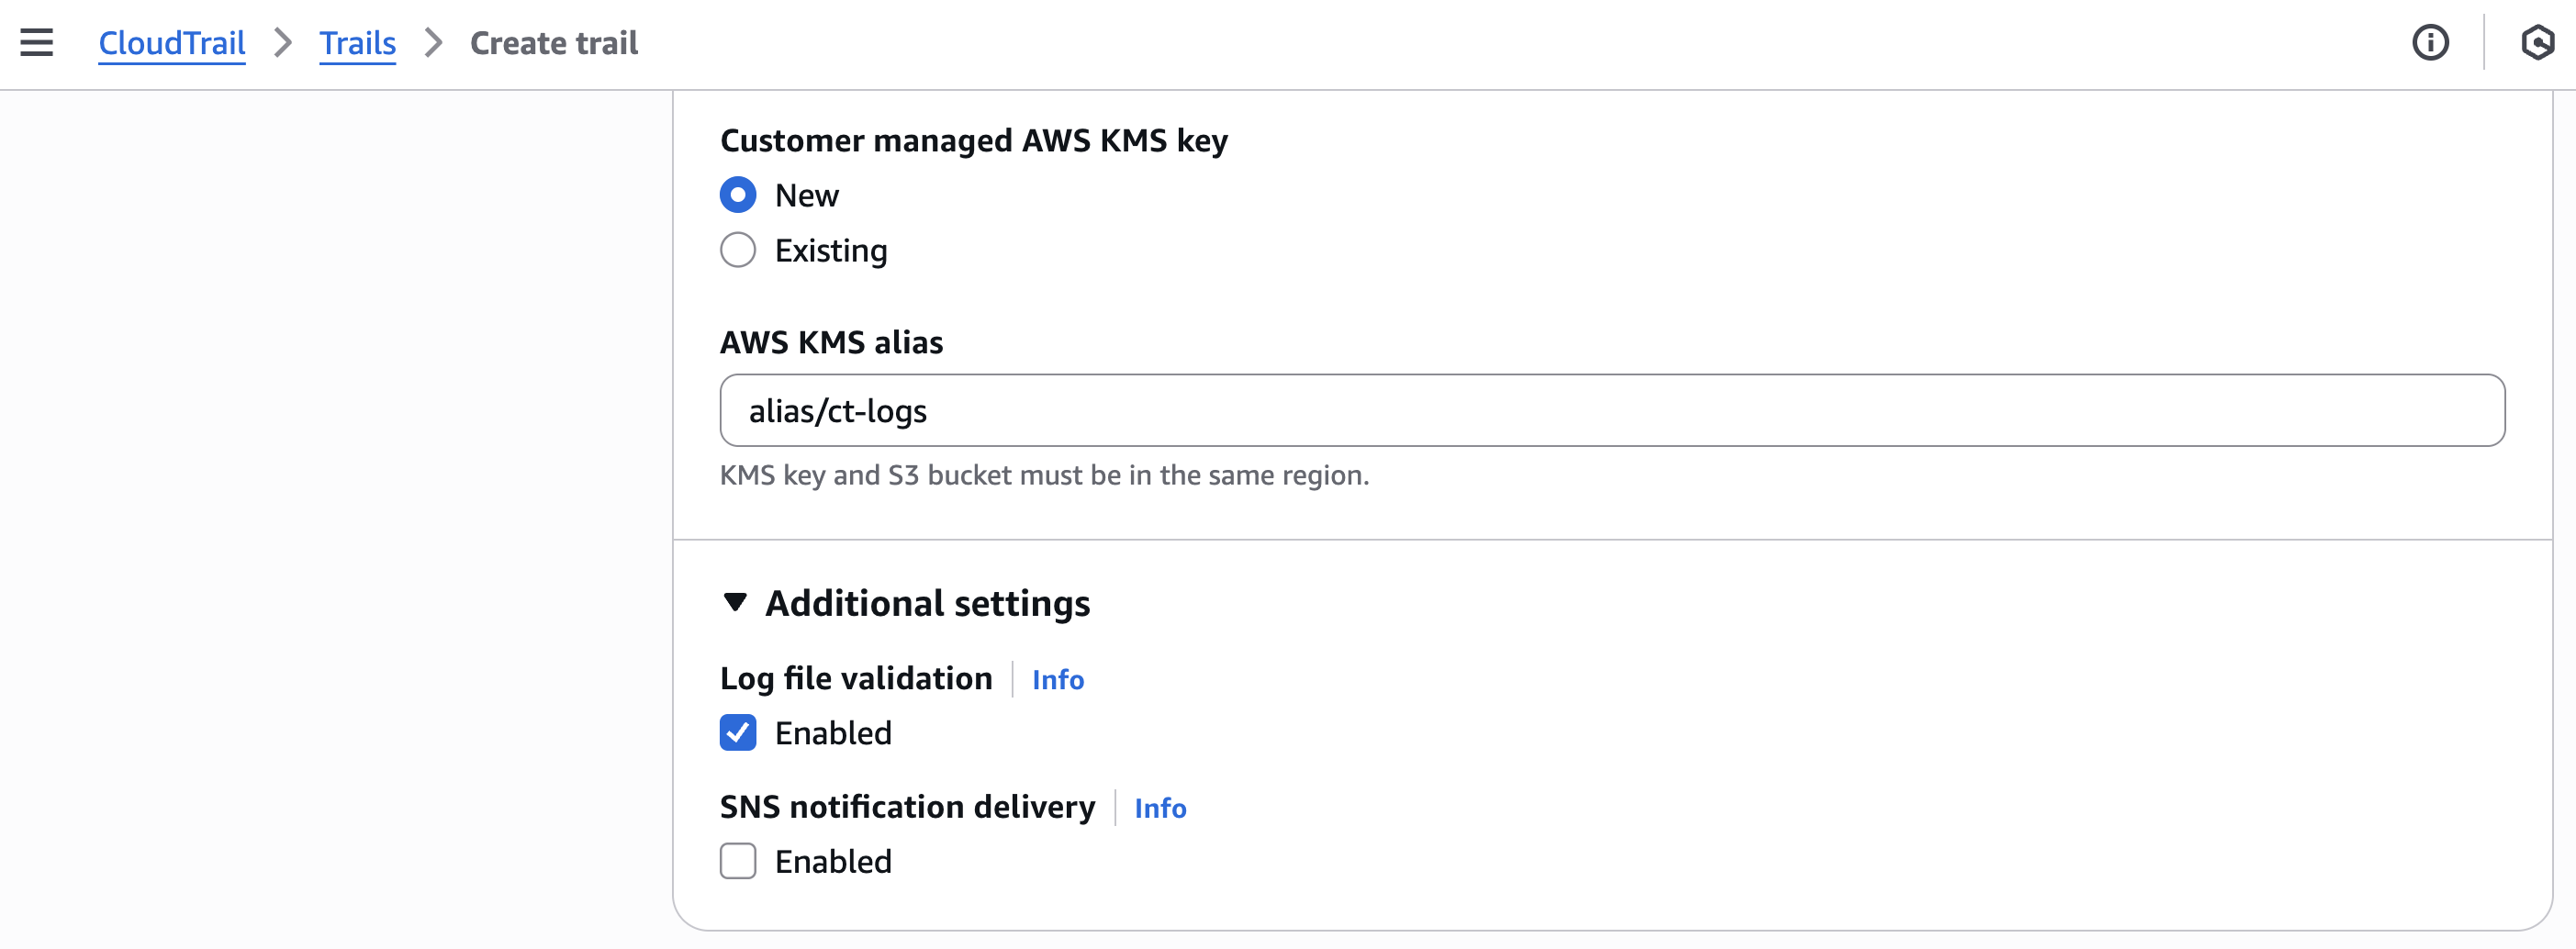 CloudTrail > Trails > Create trail
Customer managed AWS KMS key
New
Existing
AWS KMS alias
alias/ct-logs
KMS key and S3 bucket must be in the same region.
Additional settings
Log file validation | Info
Enabled
SNS notification delivery | Info
Enabled